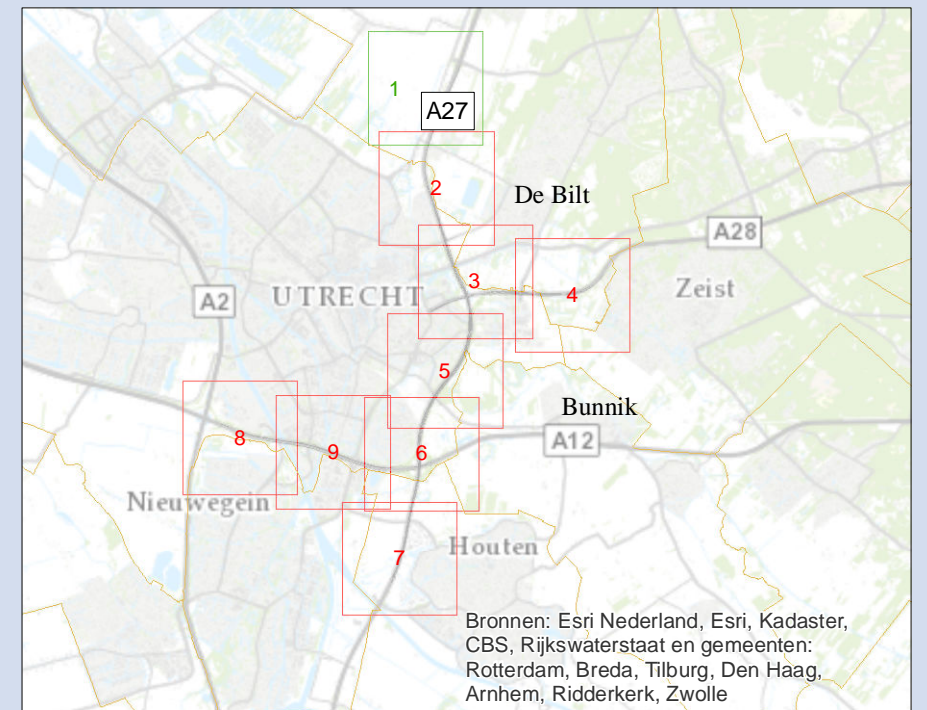 1
A27
2
De Bilt
A28
3
4
Zeist
A2
UTRECHT
5
Bunnik
A12
8
9
6
Nieuwegein
7
Houten
Bronnen: Esri Nederland, Esri, Kadaster,
CBS, Rijkswaterstaat en gemeenten:
Rotterdam, Breda, Tilburg, Den Haag,
Arnhem, Ridderkerk, Zwolle